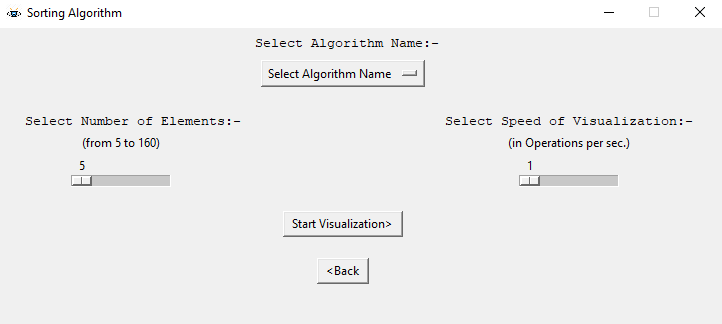 Sorting Algorithm
Select Algorithm Name:-
Select Algorithm Name
Select Number of Elements:-
(from 5 to 160)
5
Select Speed of Visualization:-
(in Operations per sec.)
1
Start Visualization>
<Back